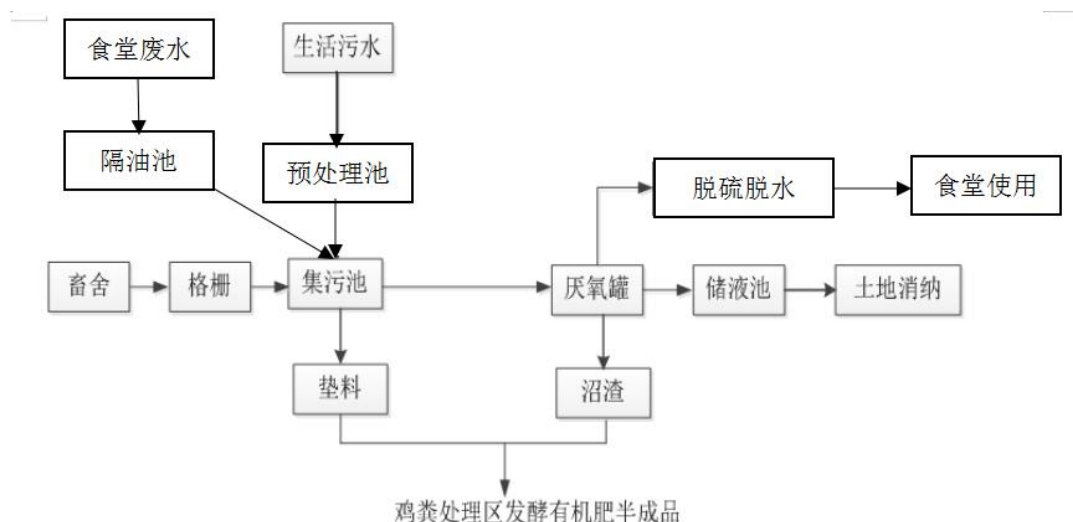 食堂废水
生活污水
隔油池
预处理池
脱硫脱水
食堂使用
畜舍
格栅
集污池
厌氧罐
储液池
土地消纳
垫料
沼渣
鸡粪处理区发酵有机肥半成品